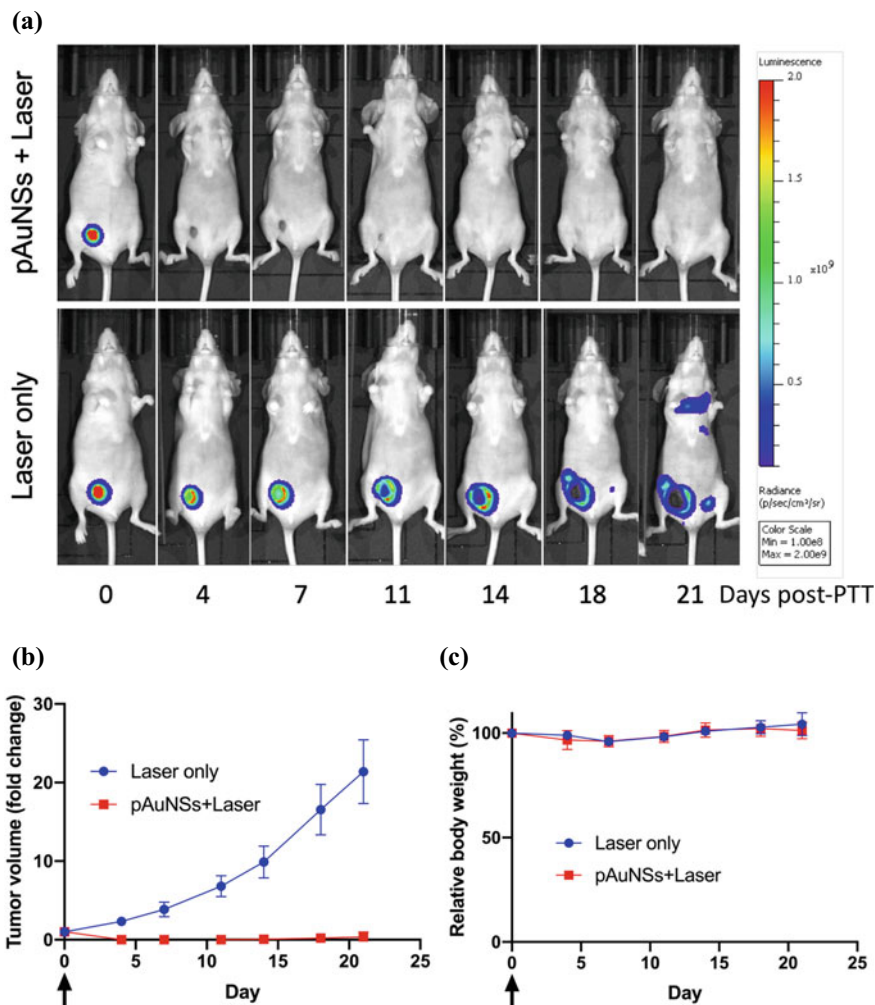 (a)
pAuNSs + Laser
Laser only
Luminescence
2.0
1.5
1.0
×10⁹
0.5
Radiance
(p/sec/cm²/sr)
Color Scale
Min = 1.00e8
Max = 2.00e9
0 4 7 11 14 18 21 Days post-PTT
(b)
Tumor volume (fold change)
30
20
10
0
Laser only
pAuNSs+Laser
0 5 10 15 20 25
Day
(c)
Relative body weight (%)
100
50
0
Laser only
pAuNSs+Laser
0 5 10 15 20 25
Day